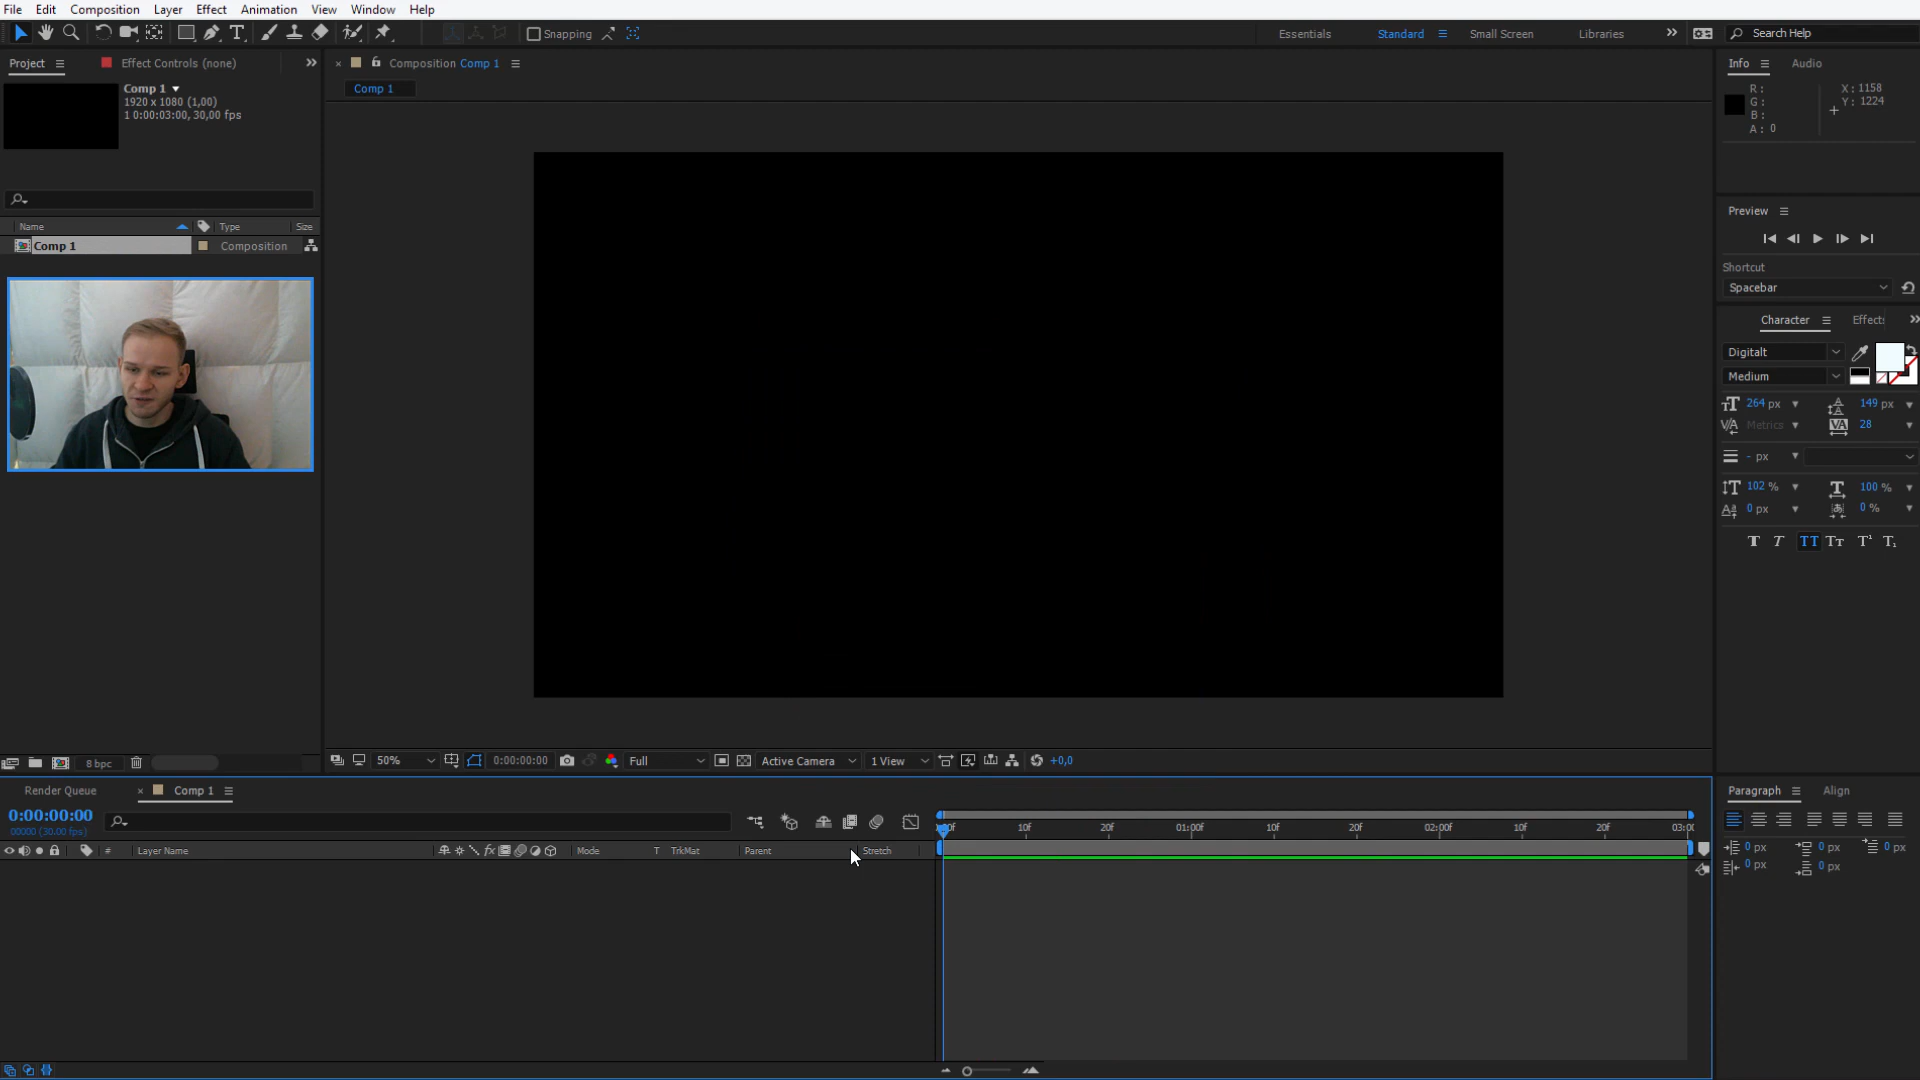 File Edit Composition Layer Effect Animation View Window Help
Snapping
Essentials Standard Small Screen Libraries Search Help
Project Effect Controls (none)
Composition Comp 1
Info Audio
Comp 1
1920 x 1080 (1,00)
1 0:00:03:00, 30,00 fps
Comp 1
R:
G:
B:
A: 0
X: 1158
Y: 1224
Name Type Size
Comp 1 Composition
Preview
Shortcut
Spacebar
Character Effect
Digitalt
Medium
264 px 149 px
Metrics 28
- px
102 % 100 %
0 px 0 %
8 bpc
50% 0:00:00:00 Full Active Camera 1 View +0,0
Render Queue Comp 1
Paragraph Align
0:00:00:00
00000 (30.00 fps)
10f 20f 01:00f 10f 20f 02:00f 10f 20f
# Layer Name Mode T TrkMat Parent Stretch
0 px 0 px 0 px
0 px 0 px